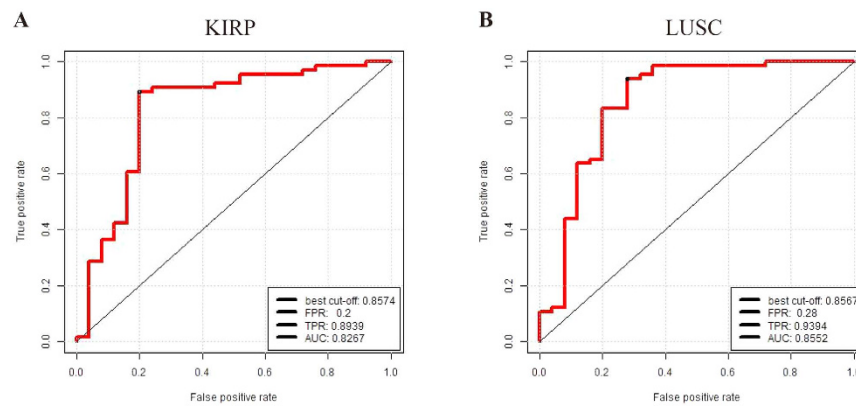 A
KIRP
True positive rate
1.0
0.8
0.6
0.4
0.2
0.0
best cut-off: 0.8574
FPR: 0.2
TPR: 0.8939
AUC: 0.8267
0.0 0.2 0.4 0.6 0.8 1.0
False positive rate
B
LUSC
True positive rate
1.0
0.8
0.6
0.4
0.2
0.0
best cut-off: 0.8567
FPR: 0.28
TPR: 0.9394
AUC: 0.8552
0.0 0.2 0.4 0.6 0.8 1.0
False positive rate